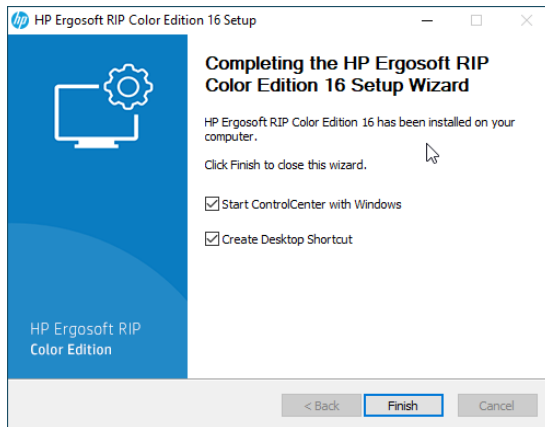 hp HP Ergosoft RIP Color Edition 16 Setup
Completing the HP Ergosoft RIP
Color Edition 16 Setup Wizard
HP Ergosoft RIP Color Edition 16 has been installed on your
computer.
Click Finish to close this wizard.
Start ControlCenter with Windows
Create Desktop Shortcut
HP Ergosoft RIP
Color Edition
< Back Finish Cancel